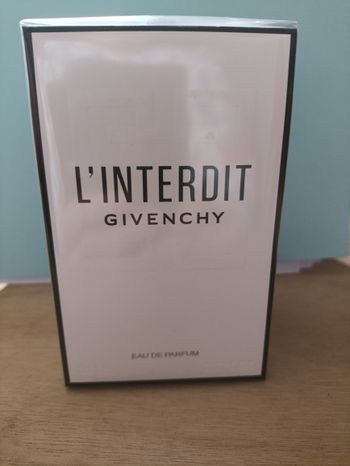 L'INTERDIT
GIVENCHY
EAU DE PARFUM